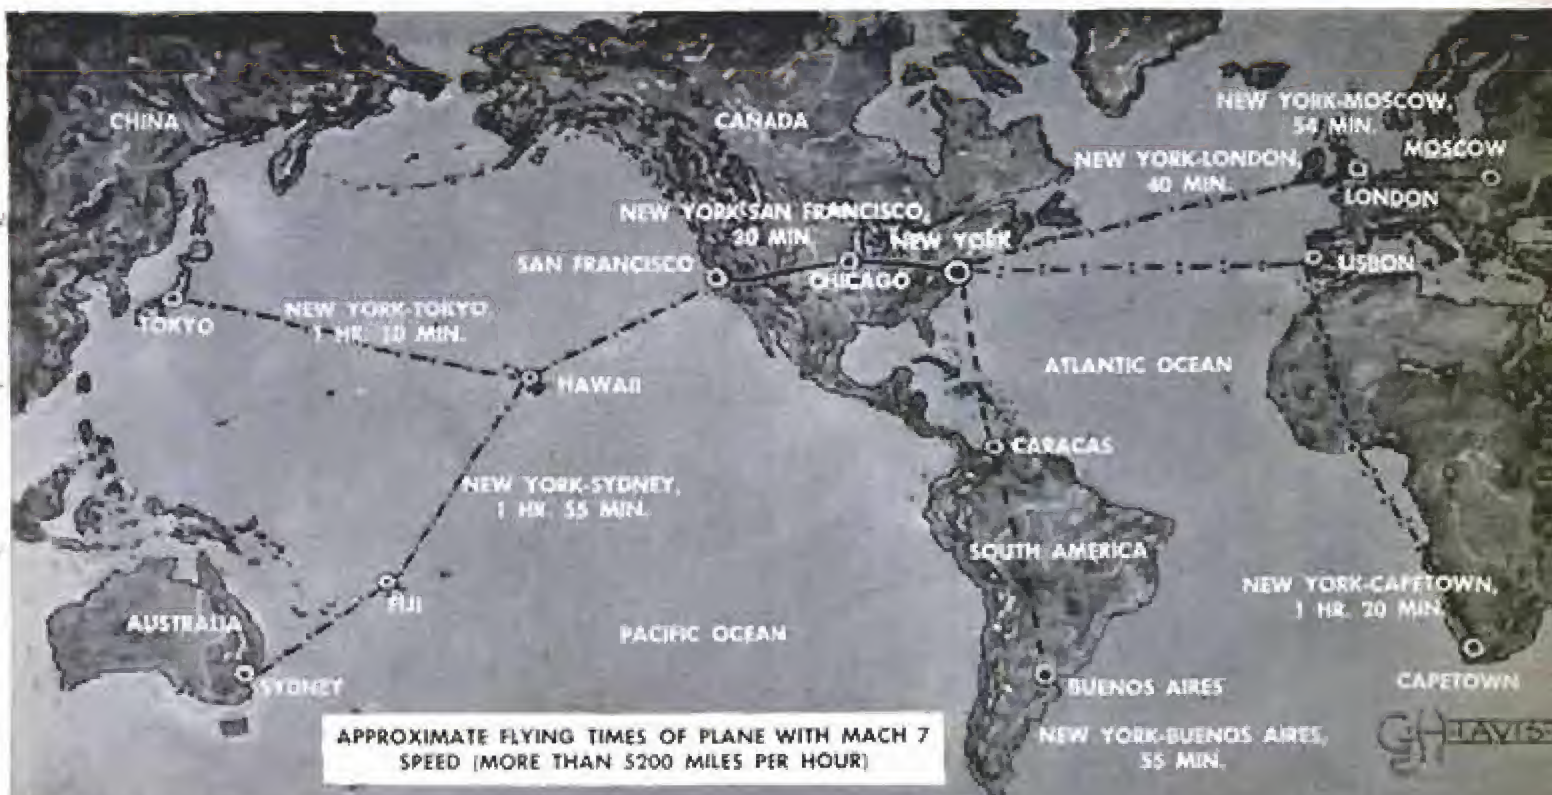 CHINA
CANADA
NEW YORK-MOSCOW,
54 MIN.
MOSCOW
NEW YORK-LONDON,
40 MIN.
LONDON
NEW YORK-SAN FRANCISCO,
MIN.
NEW YORK
SAN FRANCISCO
CHICAGO
LISBON
TOKYO
NEW YORK-TOKYO,
1 HR. MIN.
HAWAII
ATLANTIC OCEAN
CARACAS
NEW YORK-SYDNEY,
1 HR. 55 MIN.
SOUTH AMERICA
NEW YORK-CAPETOWN,
1 HR. 20 MIN.
FIJI
AUSTRALIA
PACIFIC OCEAN
SYDNEY
BUENOS AIRES
CAPETOWN
NEW YORK-BUENOS AIRES,
55 MIN.
APPROXIMATE FLYING TIMES OF PLANE WITH MACH 7
SPEED (MORE THAN 5200 MILES PER HOUR)